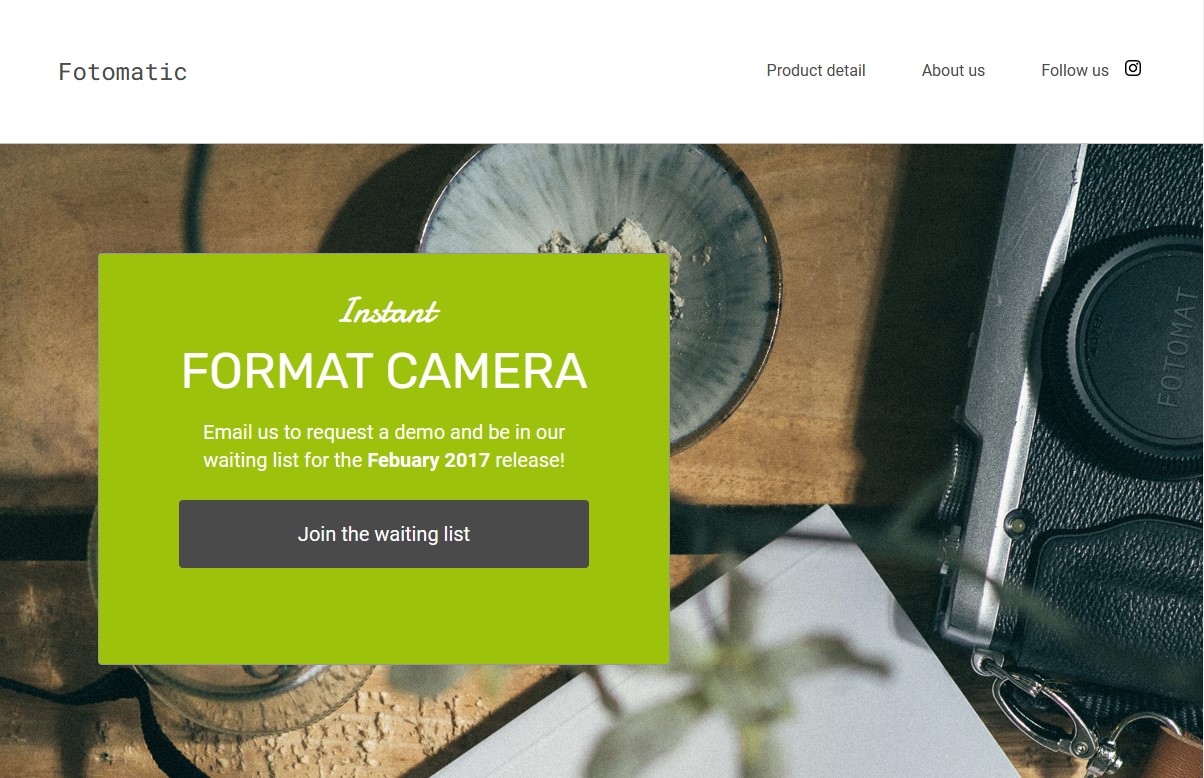 Fotomatic
Product detail
About us
Follow us
Instant
FORMAT CAMERA
Email us to request a demo and be in our
waiting list for the Febuary 2017 release!
Join the waiting list
FOTOMAT